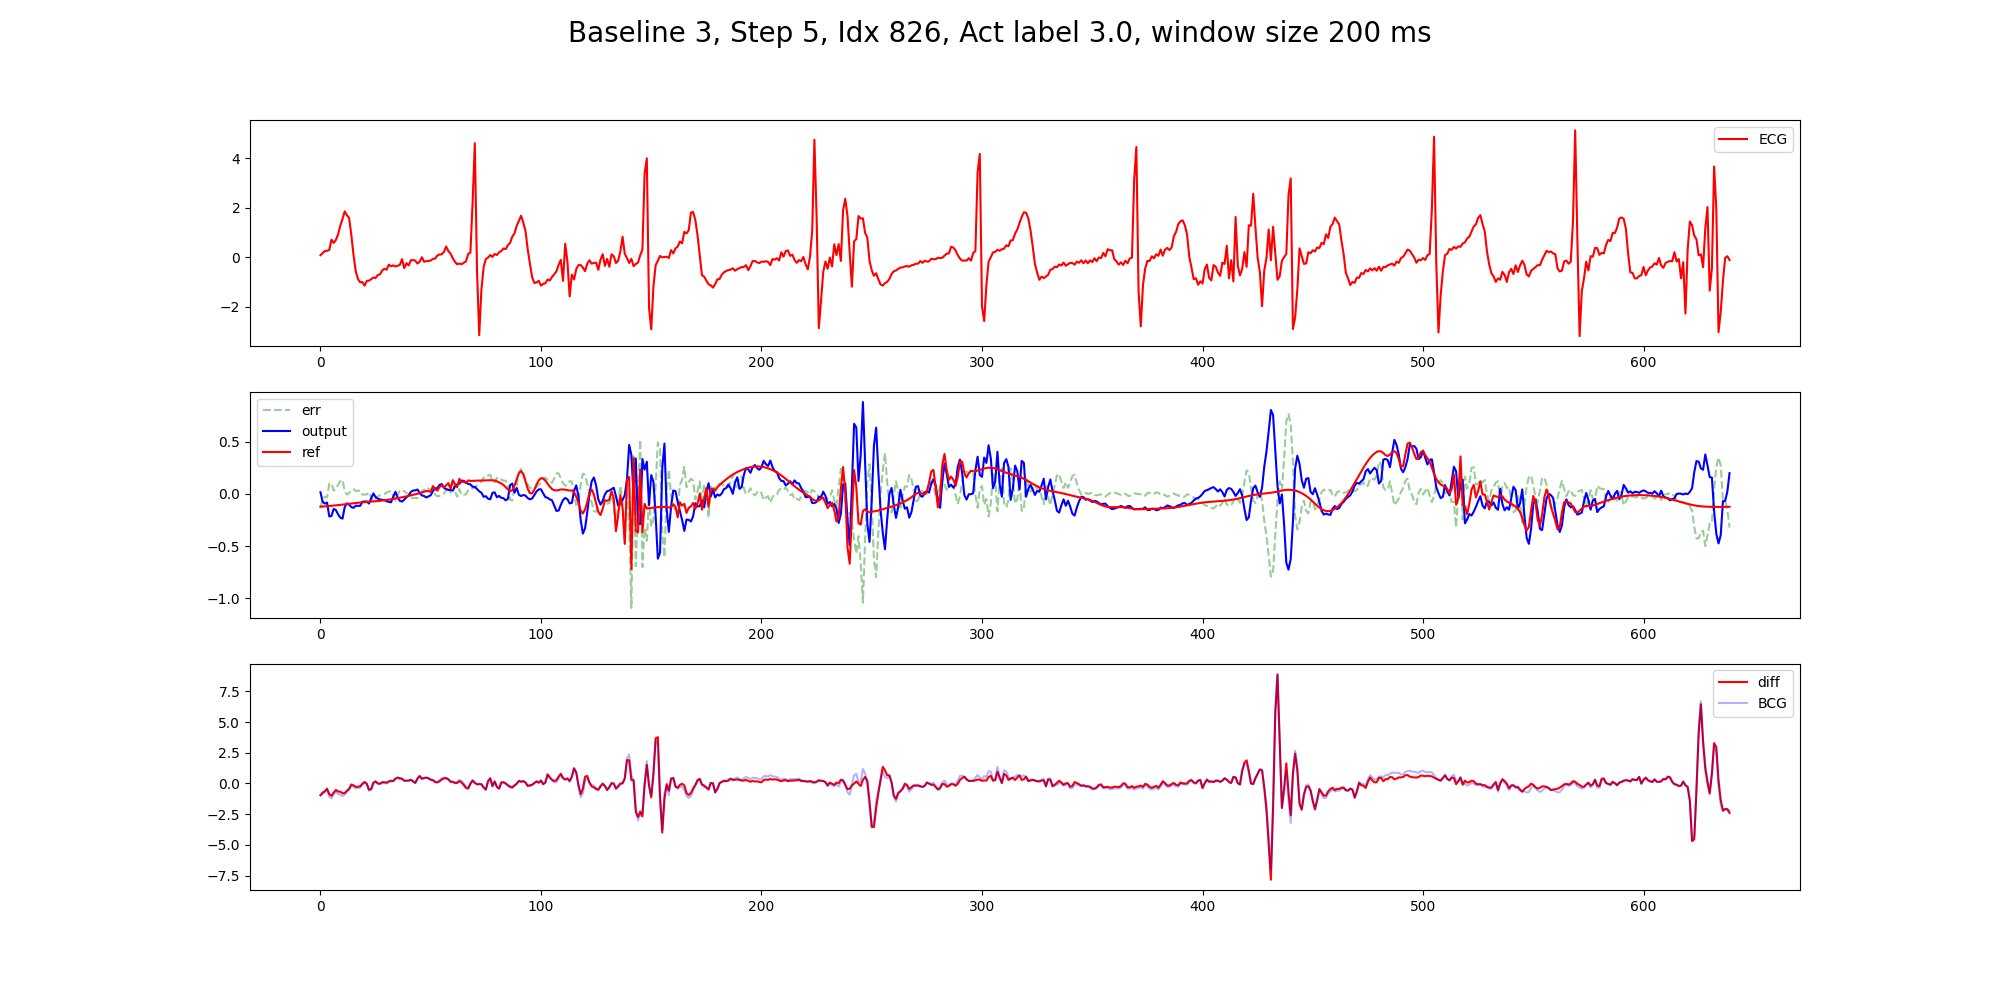 Baseline 3, Step 5, Idx 826, Act label 3.0, window size 200 ms
ECG
4
2
0
−2
0 100 200 300 400 500 600
err
output
ref
0.5
0.0
−0.5
−1.0
0 100 200 300 400 500 600
diff
BCG
7.5
5.0
2.5
0.0
−2.5
−5.0
−7.5
0 100 200 300 400 500 600